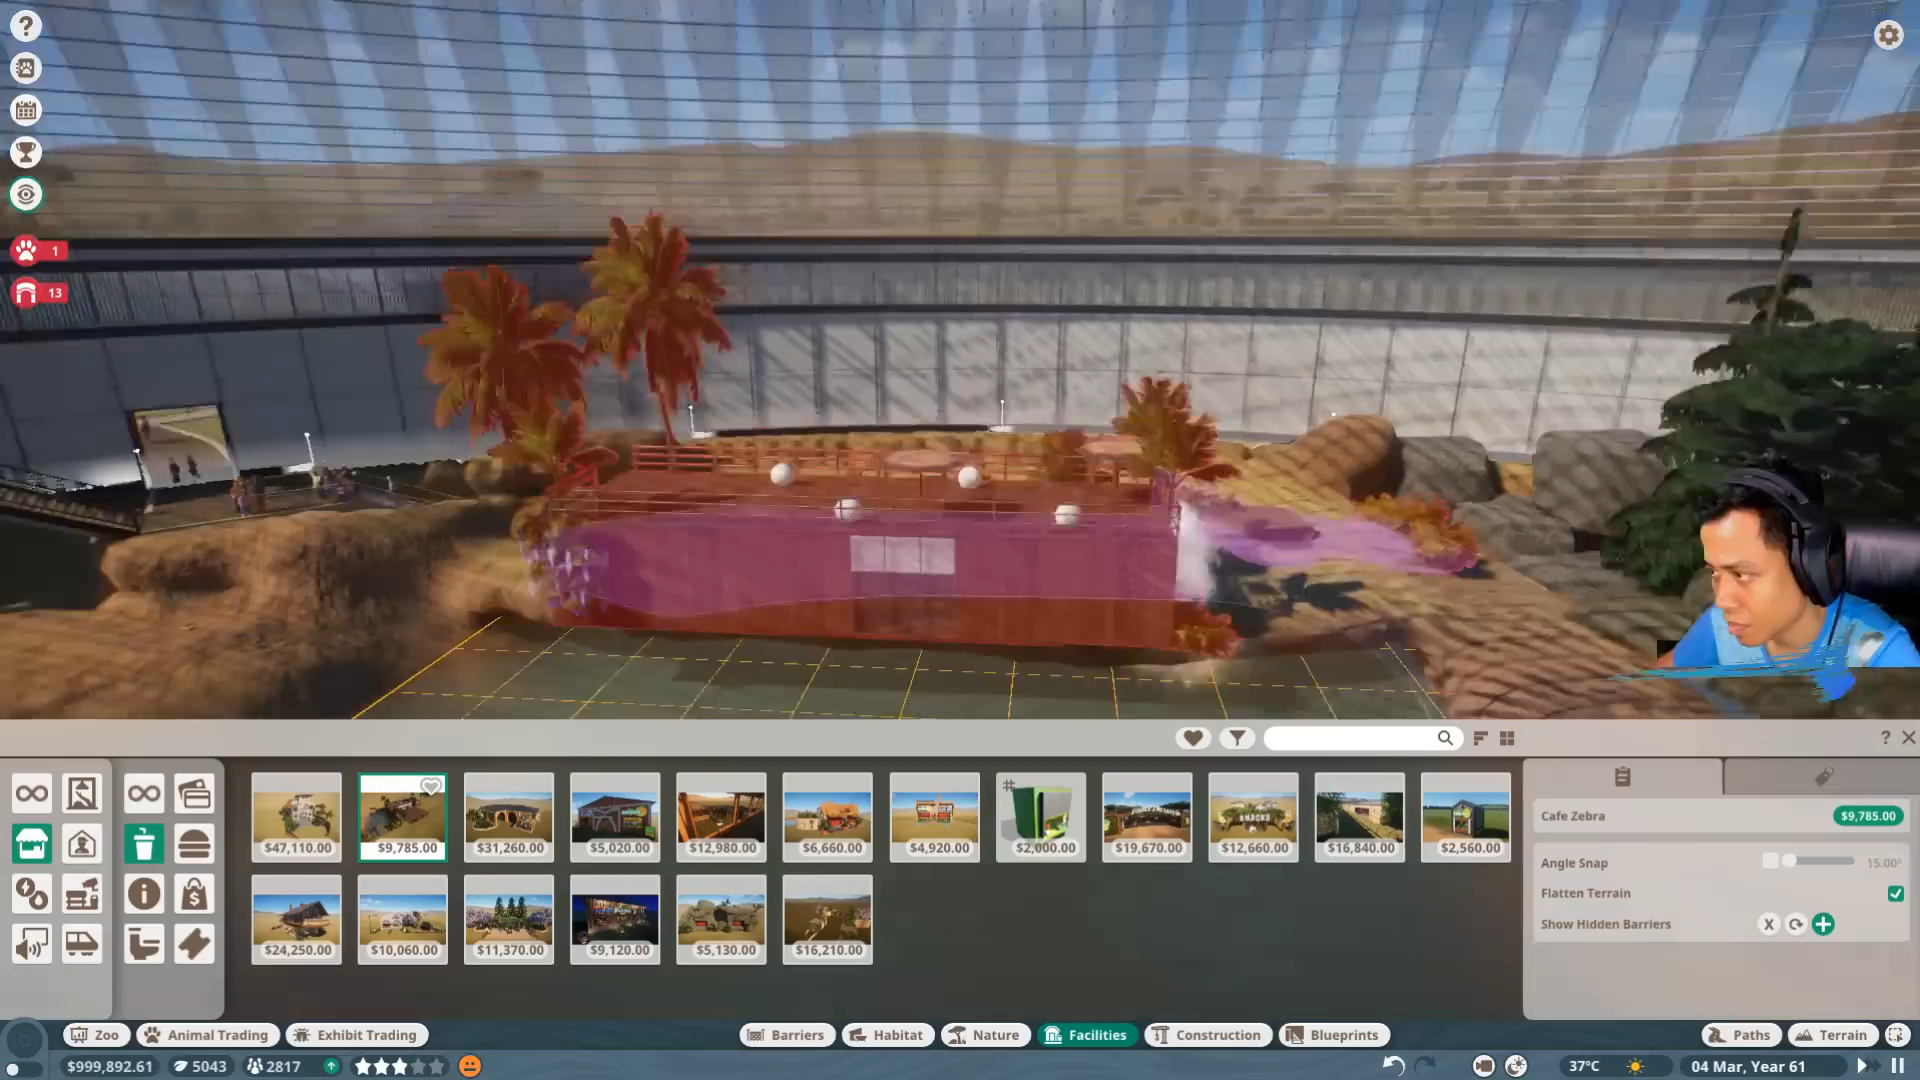 ?
1
13
? X
$47,110.00 $9,785.00 $31,260.00 $5,020.00 $12,980.00 $6,660.00 $4,920.00 $2,000.00 $19,670.00 $12,660.00 $16,840.00 $2,560.00
$24,250.00 $10,060.00 $11,370.00 $9,120.00 $5,130.00 $16,210.00
Cafe Zebra $9,785.00
Angle Snap 15.00°
Flatten Terrain
Show Hidden Barriers X
Zoo Animal Trading Exhibit Trading Barriers Habitat Nature Facilities Construction Blueprints Paths Terrain
$999,892.61 5043 2817 37°C 04 Mar, Year 61